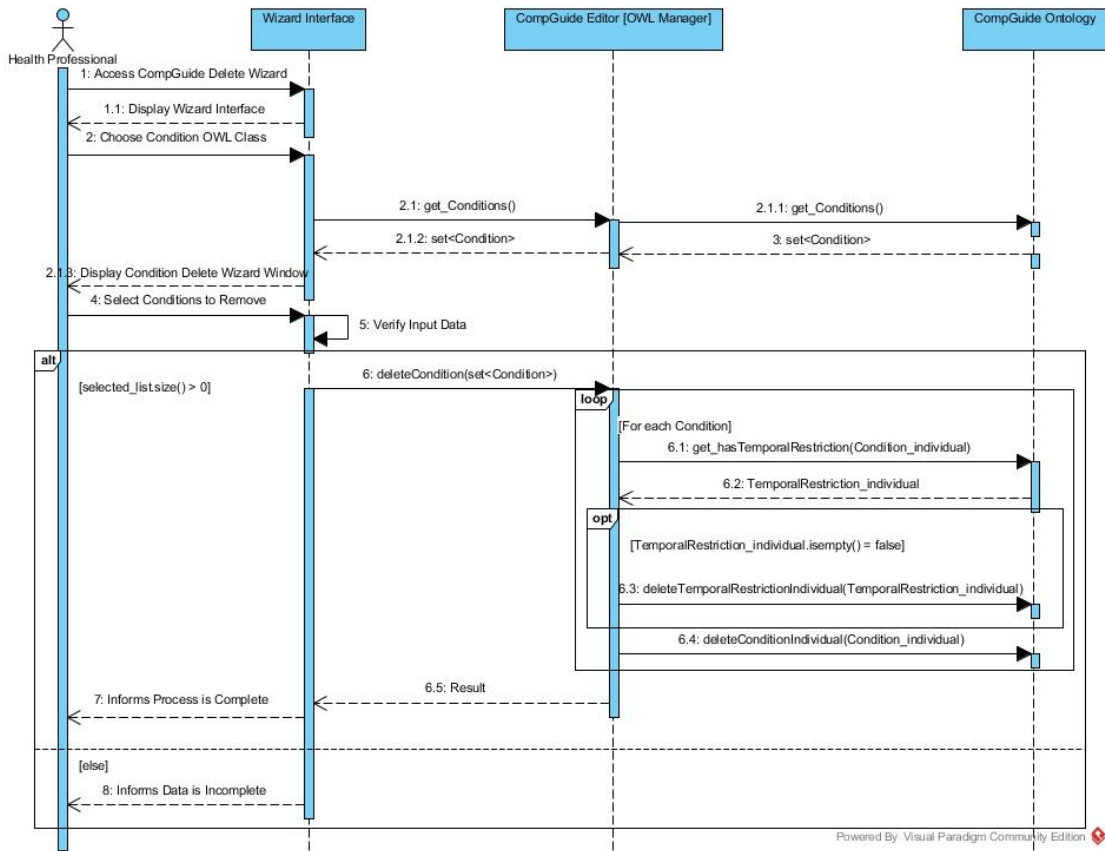 Wizard Interface
CompGuide Editor [OWL Manager]
CompGuide Ontology
Health Professional
1: Access CompGuide Delete Wizard
1.1: Display Wizard Interface
2: Choose Condition OWL Class
2.1: get_Conditions()
2.1.1: get_Conditions()
2.1.2: set<Condition>
3: set<Condition>
2.1.3: Display Condition Delete Wizard Window
4: Select Conditions to Remove
5: Verify Input Data
alt
[selected_list.size() > 0]
6: deleteCondition(set<Condition>)
loop
[For each Condition]
6.1: get_hasTemporalRestriction(Condition_individual)
6.2: TemporalRestriction_individual
opt
[TemporalRestriction_individual.isempty() = false]
6.3: deleteTemporalRestrictionIndividual(TemporalRestriction_individual)
6.4: deleteConditionIndividual(Condition_individual)
6.5: Result
7: Informs Process is Complete
[else]
8: Informs Data is Incomplete
Powered By Visual Paradigm Community Edition